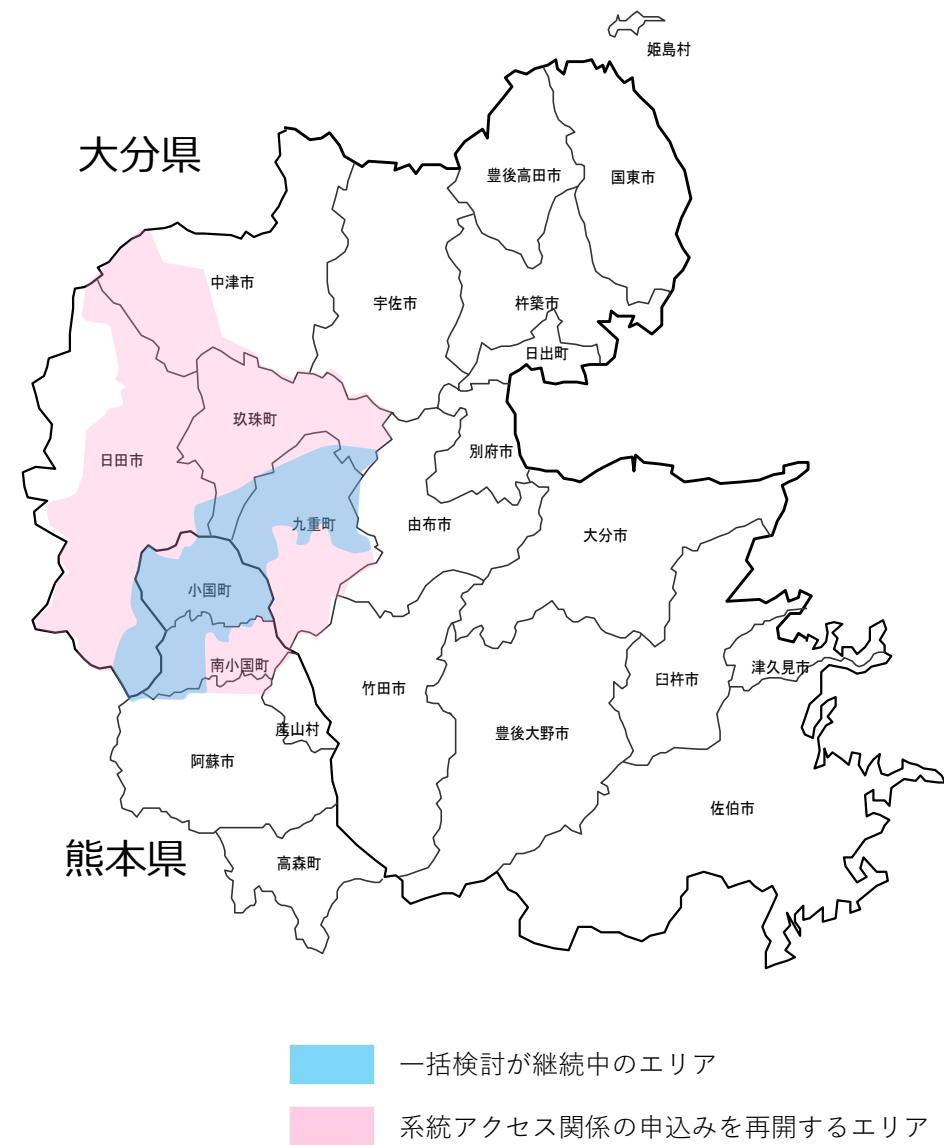 姫島村
大分県
豊後高田市
国東市
中津市
宇佐市
杵築市
日出町
玖珠町
別府市
日田市
九重町
由布市
大分市
小国町
南小国町
竹田市
臼杵市
津久見市
産山村
豊後大野市
阿蘇市
佐伯市
熊本県
高森町
一括検討が継続中のエリア
系統アクセス関係の申込みを再開するエリア